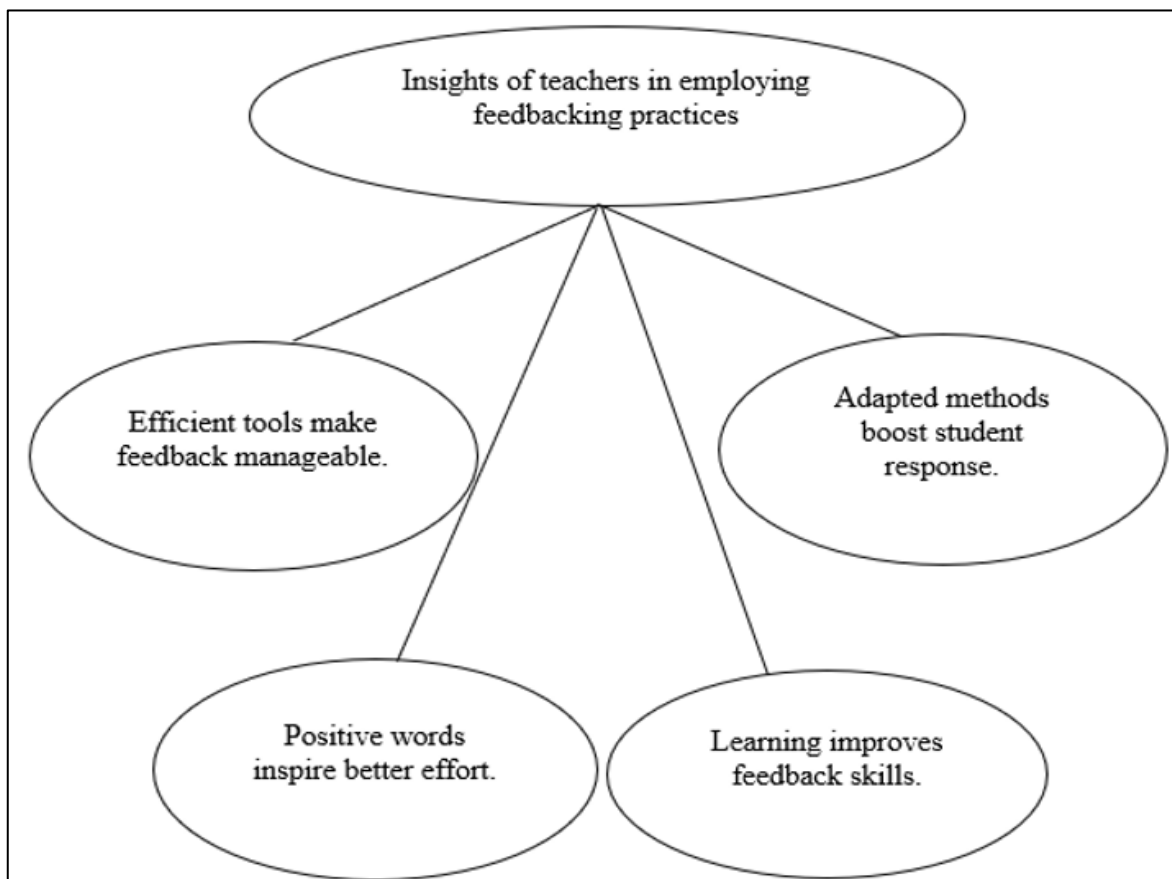 Insights of teachers in employing
feedbacking practices
Efficient tools make
feedback manageable.
Adapted methods
boost student
response.
Positive words
inspire better effort.
Learning improves
feedback skills.